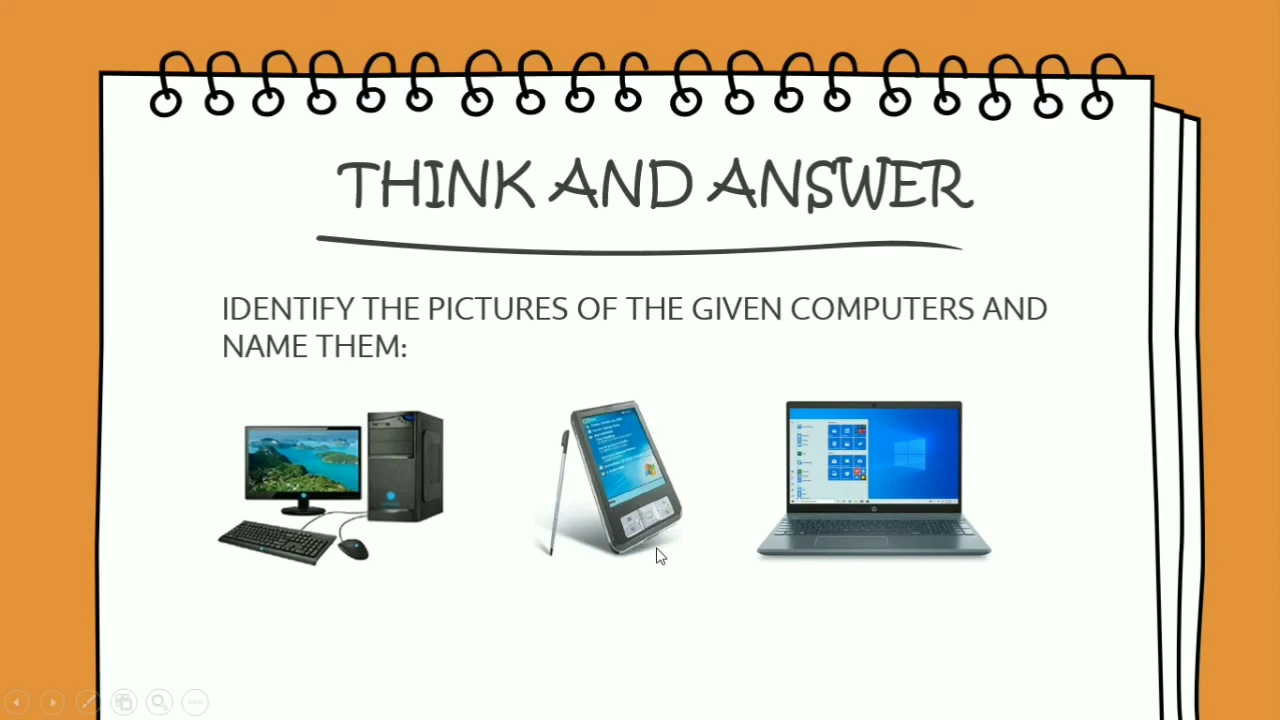 THINK AND ANSWER
IDENTIFY THE PICTURES OF THE GIVEN COMPUTERS AND
NAME THEM: